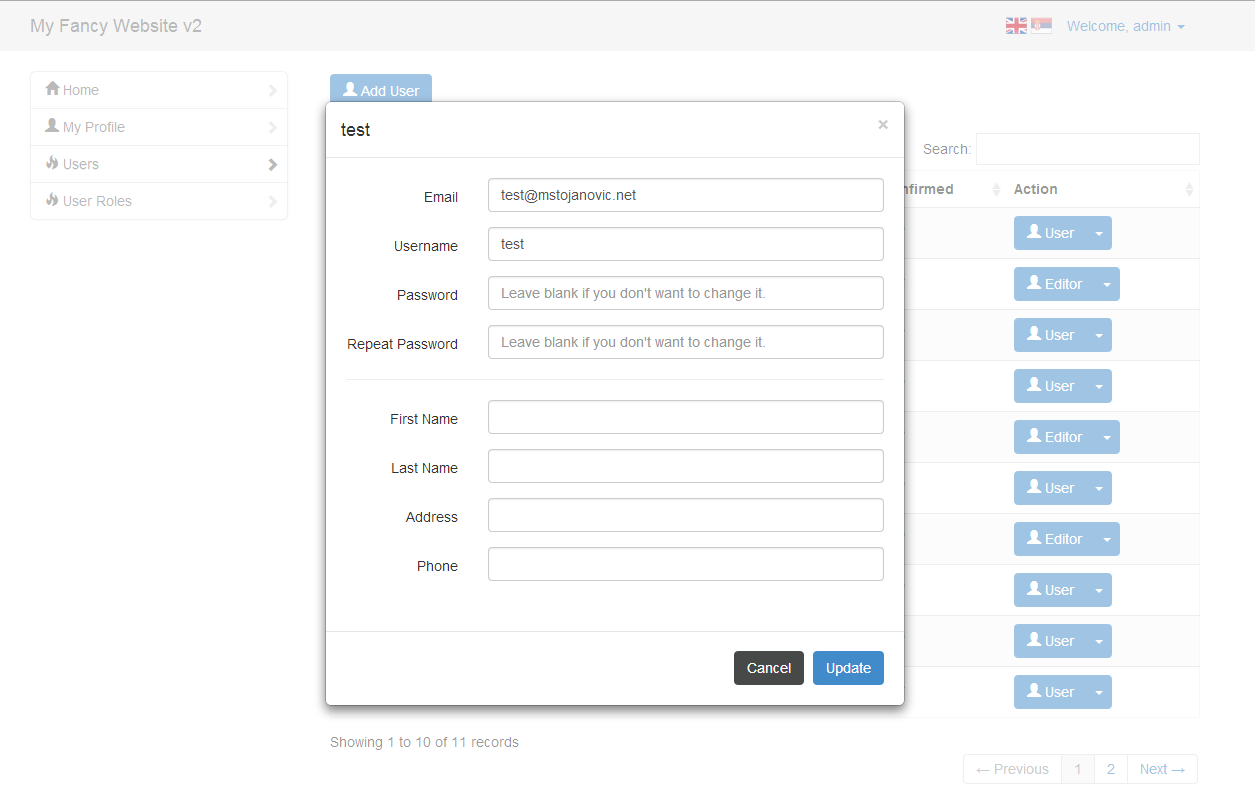 My Fancy Website v2
Welcome, admin
Home
My Profile
Users
User Roles
Add User
Search:
nfirmed
Action
User
Editor
User
User
Editor
User
Editor
User
User
User
test
×
Email
test@mstojanovic.net
Username
test
Password
Leave blank if you don't want to change it.
Repeat Password
Leave blank if you don't want to change it.
First Name
Last Name
Address
Phone
Cancel
Update
Showing 1 to 10 of 11 records
← Previous
1
2
Next →